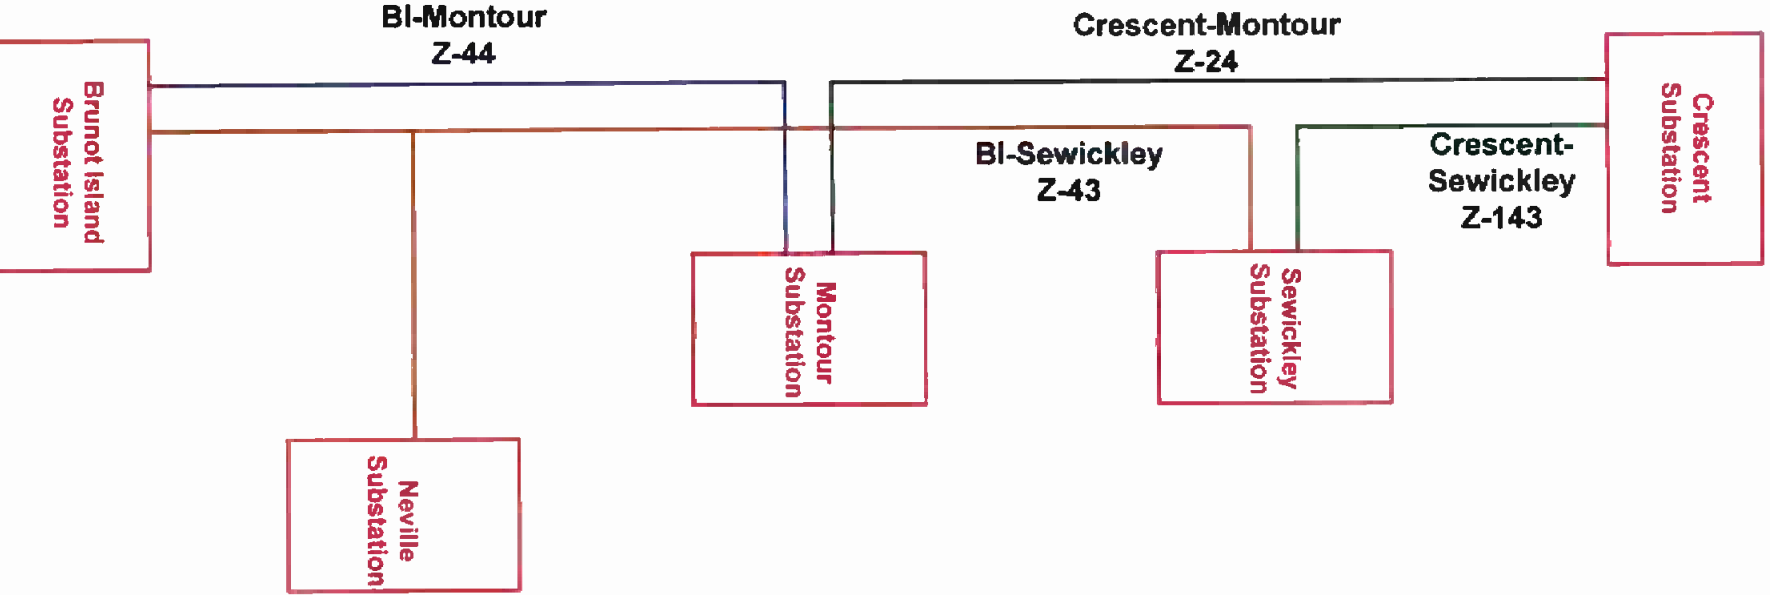 BI-Montour
Z-44
Crescent-Montour
Z-24
Brunot Island
Substation
Crescent
Substation
BI-Sewickley
Z-43
Crescent-
Sewickley
Z-143
Montour
Substation
Sewickley
Substation
Neville
Substation